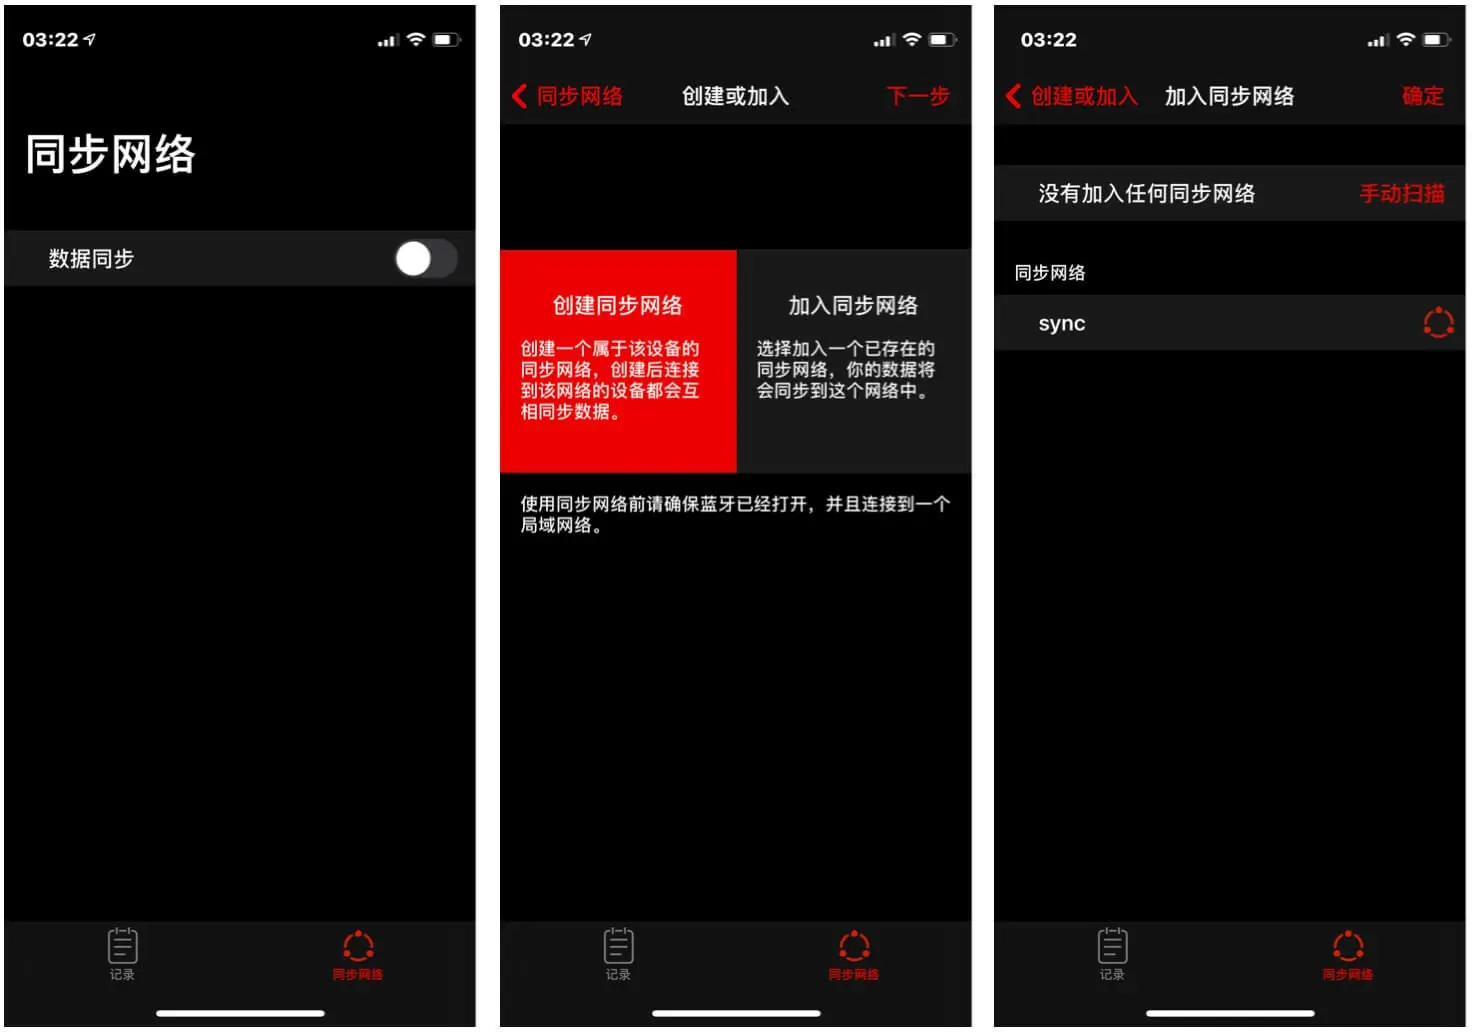 03:22
同步网络
数据同步
记录
同步网络
03:22
同步网络
创建或加入
下一步
创建同步网络
创建一个属于该设备的
同步网络，创建后连接
到该网络的设备都会互
相同步数据。
加入同步网络
选择加入一个已存在的
同步网络，你的数据将
会同步到这个网络中。
使用同步网络前请确保蓝牙已经打开，并且连接到一个
局域网络。
记录
同步网络
03:22
创建或加入
加入同步网络
确定
没有加入任何同步网络
手动扫描
同步网络
sync
记录
同步网络